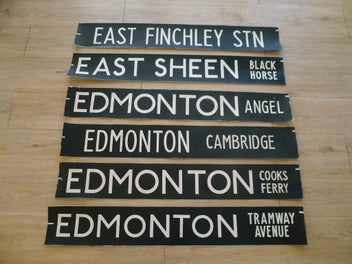 EAST FINCHLEY STN
EAST SHEEN BLACK HORSE
EDMONTON ANGEL
EDMONTON CAMBRIDGE
EDMONTON COOKS FERRY
EDMONTON TRAMWAY AVENUE